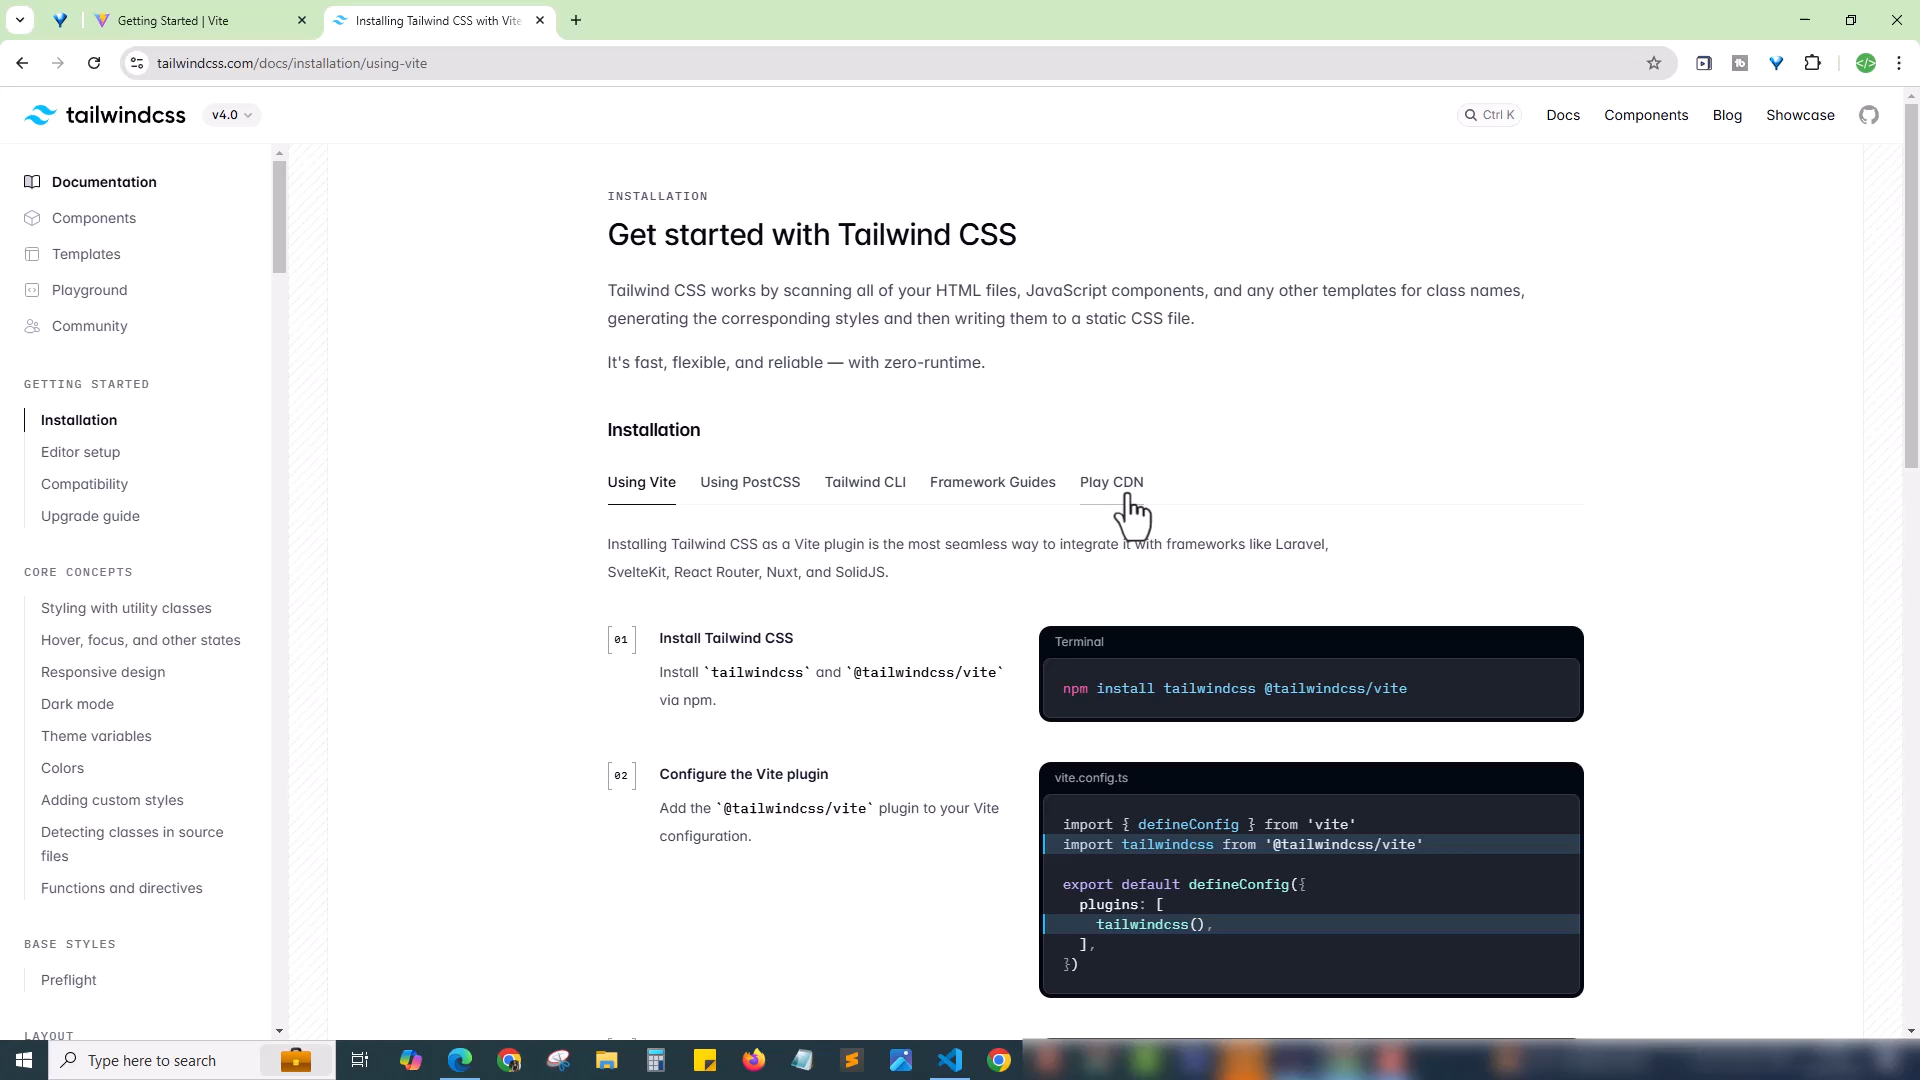 Getting Started | Vite
Installing Tailwind CSS with Vite
tailwindcss.com/docs/installation/using-vite
tailwindcss
v4.0
Ctrl K
Docs
Components
Blog
Showcase
Documentation
Components
Templates
Playground
Community
GETTING STARTED
Installation
Editor setup
Compatibility
Upgrade guide
CORE CONCEPTS
Styling with utility classes
Hover, focus, and other states
Responsive design
Dark mode
Theme variables
Colors
Adding custom styles
Detecting classes in source
files
Functions and directives
BASE STYLES
Preflight
LAYOUT
INSTALLATION
Get started with Tailwind CSS
Tailwind CSS works by scanning all of your HTML files, JavaScript components, and any other templates for class names,
generating the corresponding styles and then writing them to a static CSS file.
It's fast, flexible, and reliable — with zero-runtime.
Installation
Using Vite
Using PostCSS
Tailwind CLI
Framework Guides
Play CDN
Installing Tailwind CSS as a Vite plugin is the most seamless way to integrate it with frameworks like Laravel,
SvelteKit, React Router, Nuxt, and SolidJS.
01
Install Tailwind CSS
Install `tailwindcss` and `@tailwindcss/vite`
via npm.
Terminal
npm install tailwindcss @tailwindcss/vite
02
Configure the Vite plugin
Add the `@tailwindcss/vite` plugin to your Vite
configuration.
vite.config.ts
import { defineConfig } from 'vite'
import tailwindcss from '@tailwindcss/vite'
export default defineConfig({
plugins: [
tailwindcss(),
],
})
Type here to search